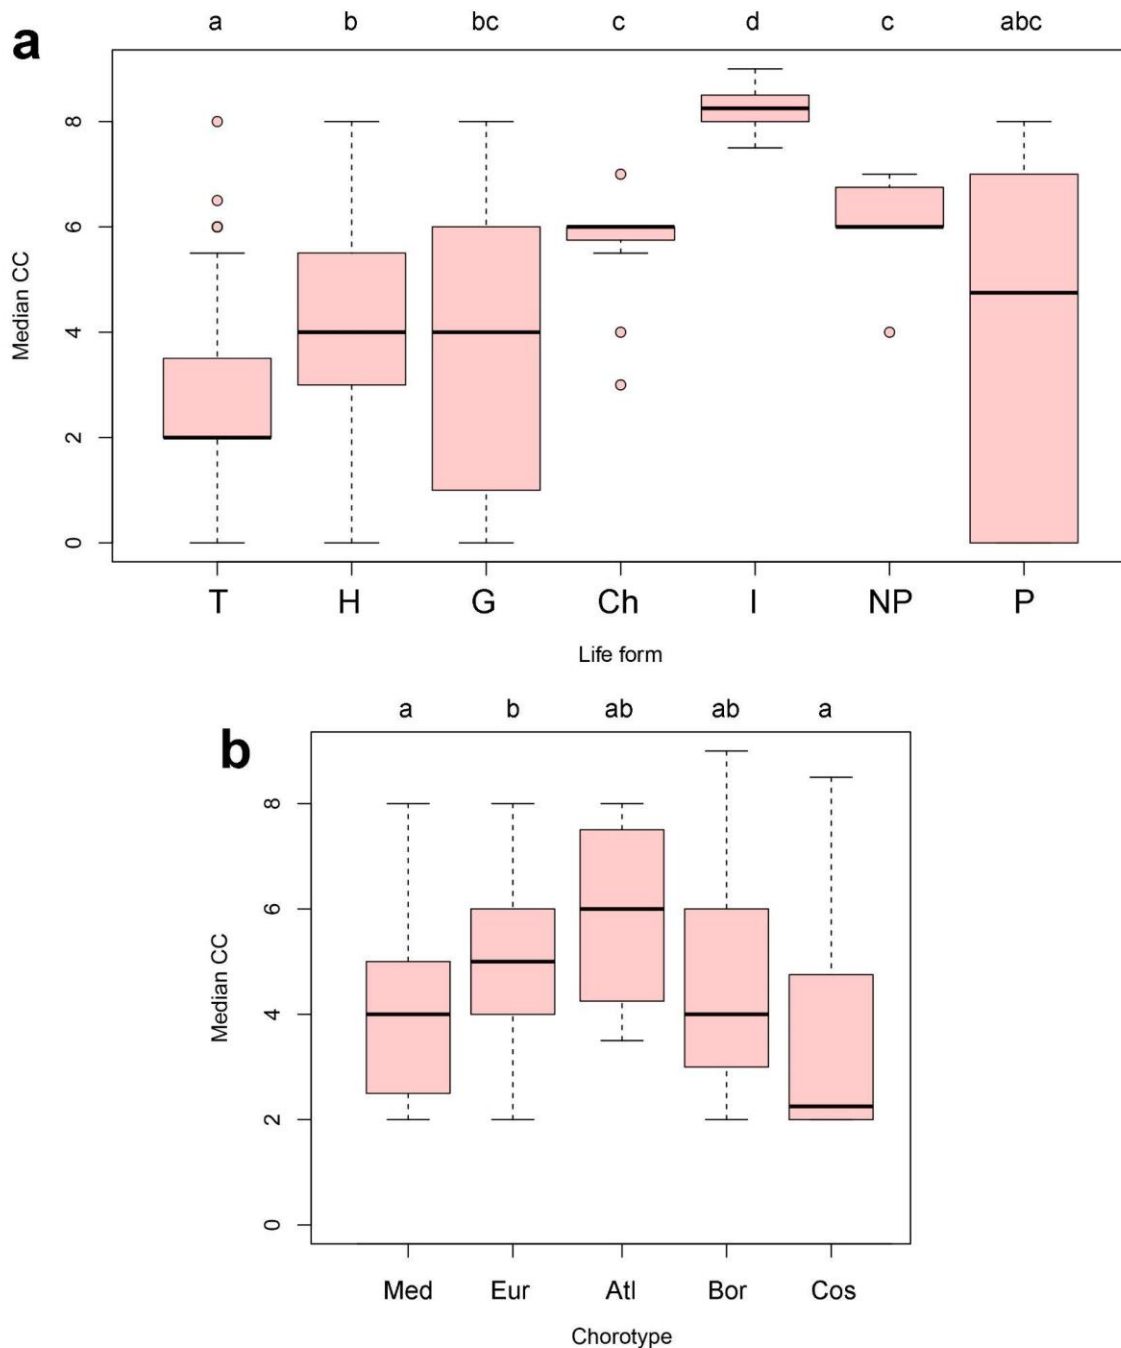 a
a b bc c d c abc
8
6
4
2
0
Median CC
T H G Ch I NP P
Life form
b
a b ab ab a
8
6
4
2
0
Median CC
Med Eur Atl Bor Cos
Chorotype